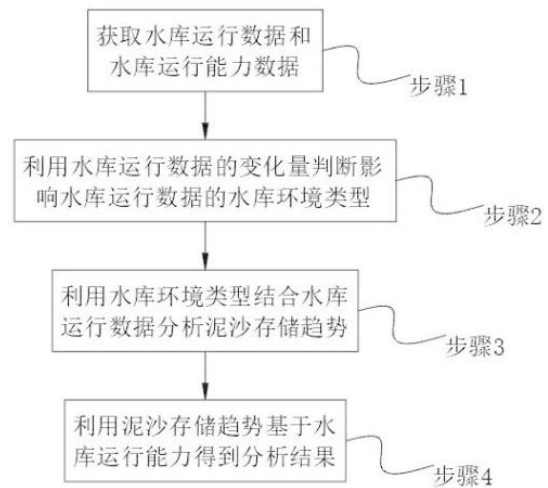 获取水库运行数据和
水库运行能力数据
步骤1
利用水库运行数据的变化量判断影
响水库运行数据的水库环境类型
步骤2
利用水库环境类型结合水库
运行数据分析泥沙存储趋势
步骤3
利用泥沙存储趋势基于水
库运行能力得到分析结果
步骤4